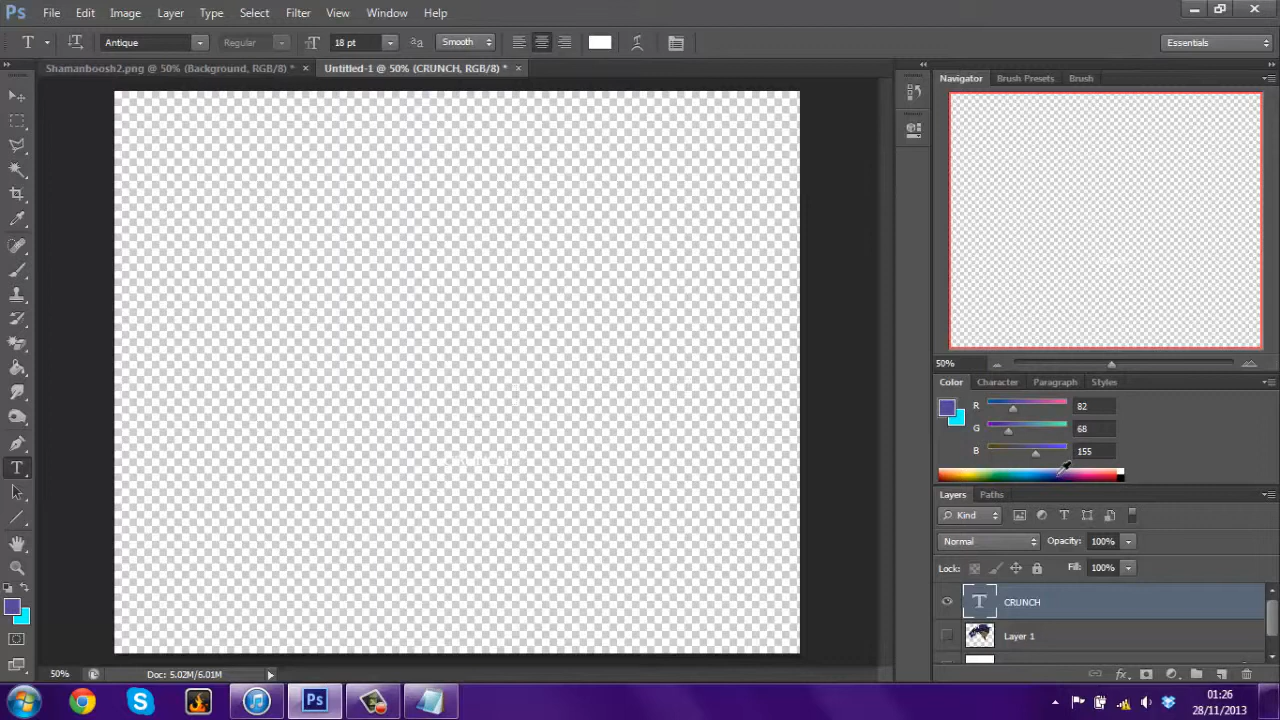 Ps File Edit Image Layer Type Select Filter View Window Help
T Antique Regular 18 pt aa Smooth Essentials
Shamanboosh2.png @ 50% (Background, RGB/8) * × Untitled-1 @ 50% (CRUNCH, RGB/8) * ×
Navigator Brush Presets Brush
50%
Color Character Paragraph Styles
R 82
G 68
B 155
Layers Paths
Kind
Normal Opacity: 100%
Lock: Fill: 100%
T CRUNCH
Layer 1
50% Doc: 5.02M/6.01M
fx
Ps 01:26
28/11/2013